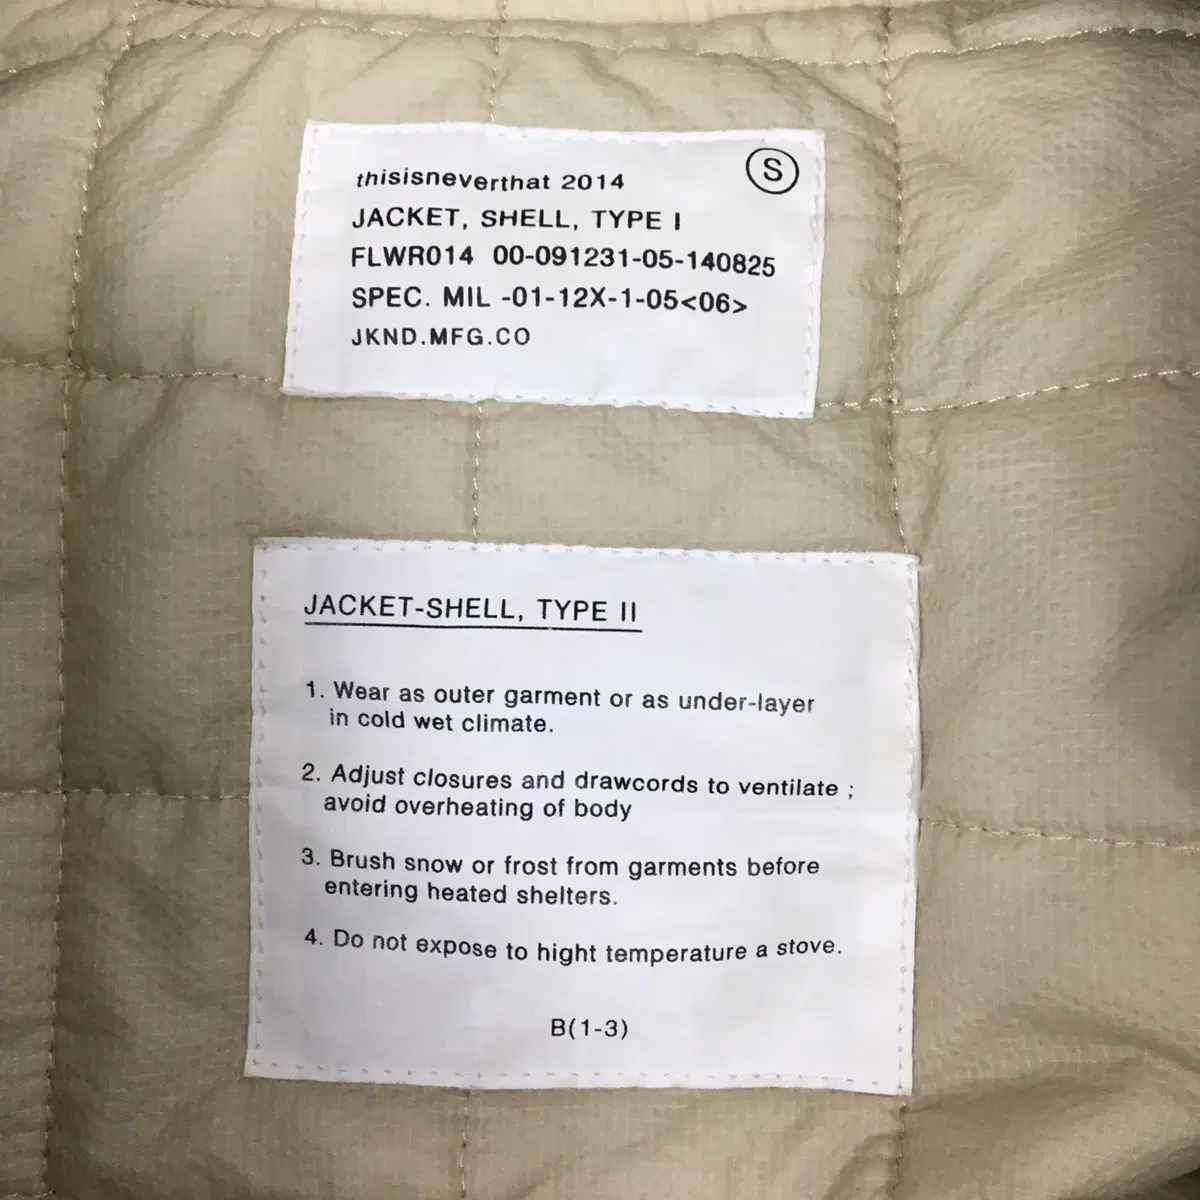 thisisneverthat 2014
S
JACKET, SHELL, TYPE I
FLWR014 00-091231-05-140825
SPEC. MIL -01-12X-1-05<06>
JKND.MFG.CO
JACKET-SHELL, TYPE II
1. Wear as outer garment or as under-layer
in cold wet climate.
2. Adjust closures and drawcords to ventilate ;
avoid overheating of body
3. Brush snow or frost from garments before
entering heated shelters.
4. Do not expose to hight temperature a stove.
B(1-3)